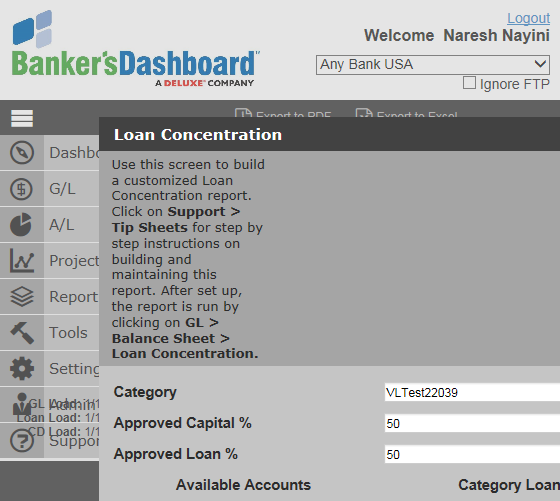 Logout
Welcome Naresh Nayini
Banker'sDashboard™
A DELUXE® COMPANY
Any Bank USA
Ignore FTP
Export to PDF Export to Excel
Loan Concentration
Use this screen to build
a customized Loan
Concentration report.
Click on Support >
Tip Sheets for step by
step instructions on
building and
maintaining this
report. After set up,
the report is run by
clicking on GL >
Balance Sheet >
Loan Concentration.
Dashbo
G/L
A/L
Project
Report
Tools
Setting
Admin
GL Load: 1/1
Loan Load: 1/1
CD Load: 1/1
Suppo
Category VLTest22039
Approved Capital % 50
Approved Loan % 50
Available Accounts Category Loan